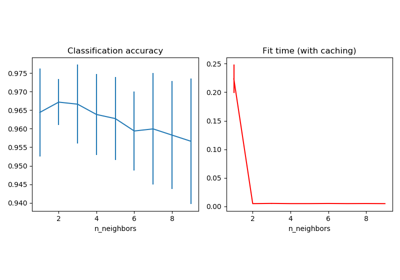 Classification accuracy
0.975
0.970
0.965
0.960
0.955
0.950
0.945
0.940
2 4 6 8
n_neighbors
Fit time (with caching)
0.25
0.20
0.15
0.10
0.05
0.00
2 4 6 8
n_neighbors